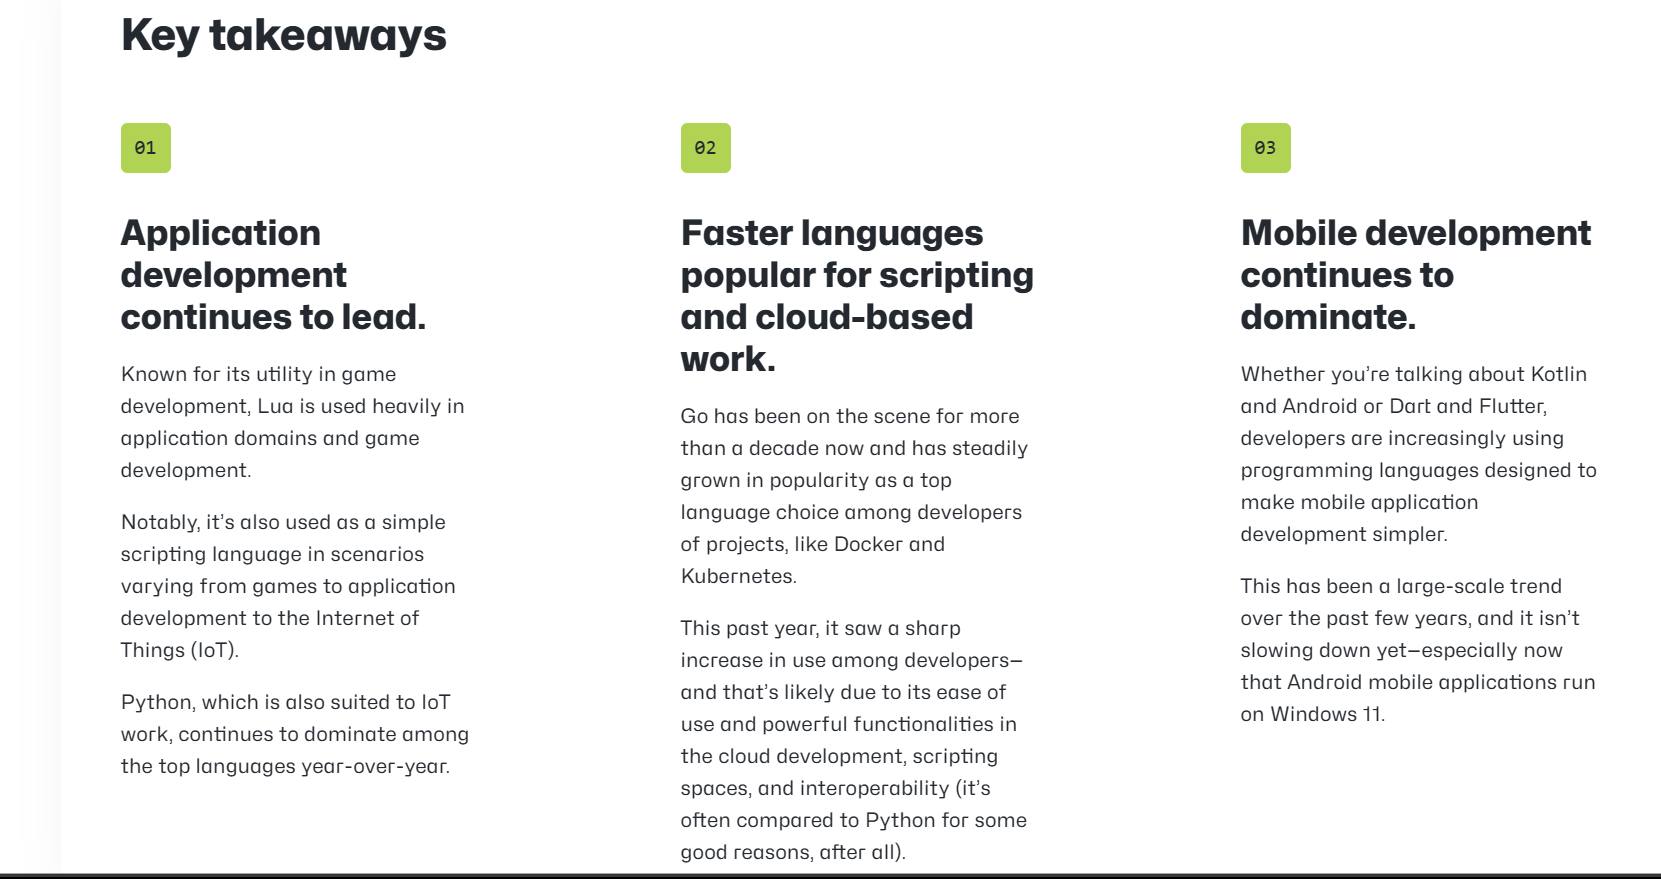 Key takeaways
01
Application
development
continues to lead.
Known for its utility in game
development, Lua is used heavily in
application domains and game
development.
Notably, it’s also used as a simple
scripting language in scenarios
varying from games to application
development to the Internet of
Things (IoT).
Python, which is also suited to IoT
work, continues to dominate among
the top languages year-over-year.
02
Faster languages
popular for scripting
and cloud-based
work.
Go has been on the scene for more
than a decade now and has steadily
grown in popularity as a top
language choice among developers
of projects, like Docker and
Kubernetes.
This past year, it saw a sharp
increase in use among developers—
and that’s likely due to its ease of
use and powerful functionalities in
the cloud development, scripting
spaces, and interoperability (it’s
often compared to Python for some
good reasons, after all).
03
Mobile development
continues to
dominate.
Whether you’re talking about Kotlin
and Android or Dart and Flutter,
developers are increasingly using
programming languages designed to
make mobile application
development simpler.
This has been a large-scale trend
over the past few years, and it isn’t
slowing down yet—especially now
that Android mobile applications run
on Windows 11.